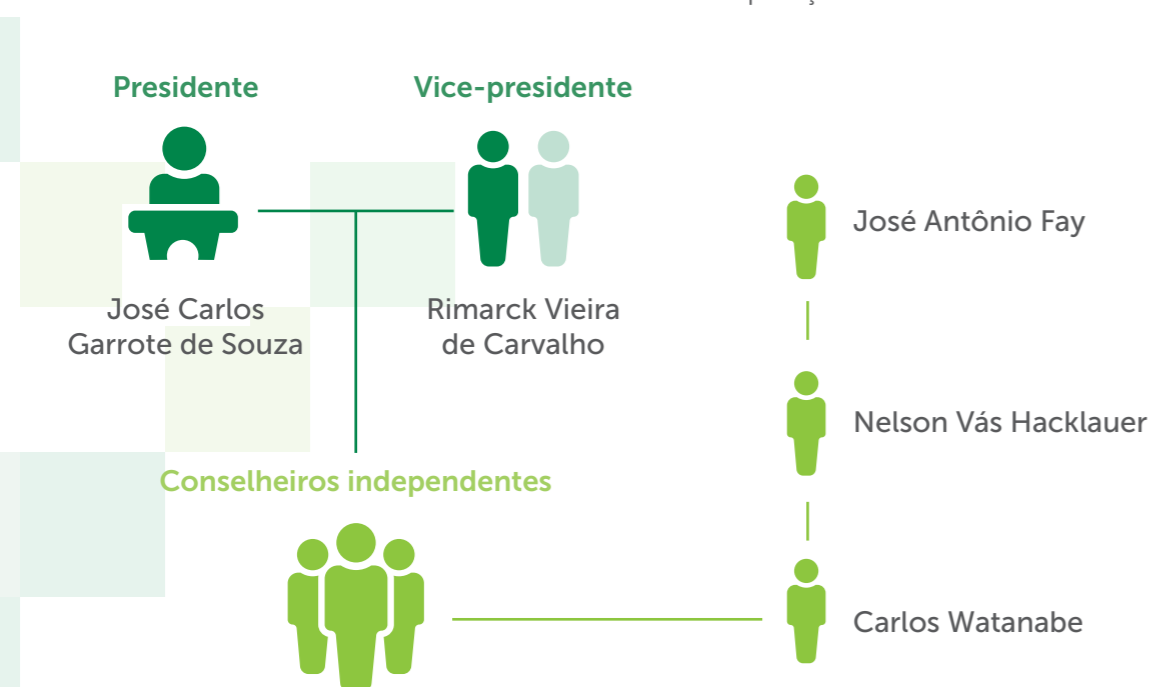 Presidente
Vice-presidente
José Carlos
Garrote de Souza
Rimarck Vieira
de Carvalho
José Antônio Fay
Nelson Vás Hacklauer
Conselheiros independentes
Carlos Watanabe